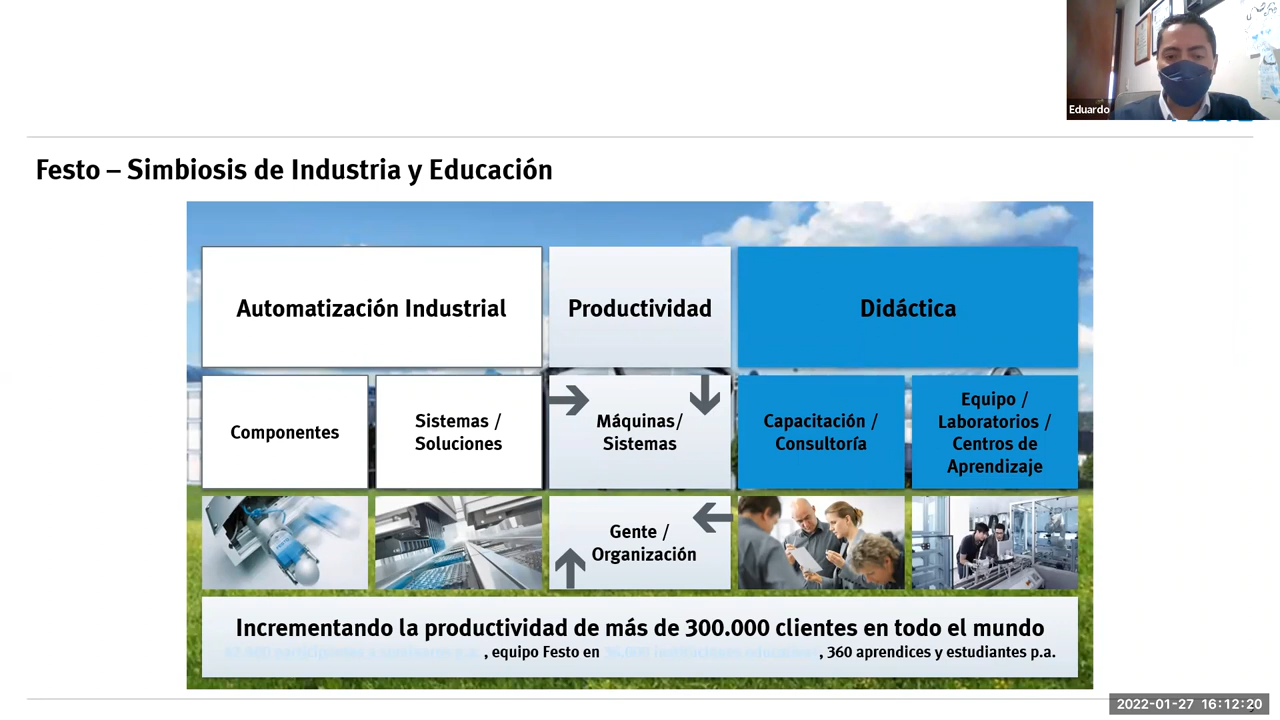 Eduardo
Festo – Simbiosis de Industria y Educación
Automatización Industrial
Productividad
Didáctica
Componentes
Sistemas /
Soluciones
Máquinas/
Sistemas
Capacitación /
Consultoría
Equipo /
Laboratorios /
Centros de
Aprendizaje
Gente /
Organización
Incrementando la productividad de más de 300.000 clientes en todo el mundo
, equipo Festo en , 360 aprendices y estudiantes p.a.
2022-01-27 16:12:20